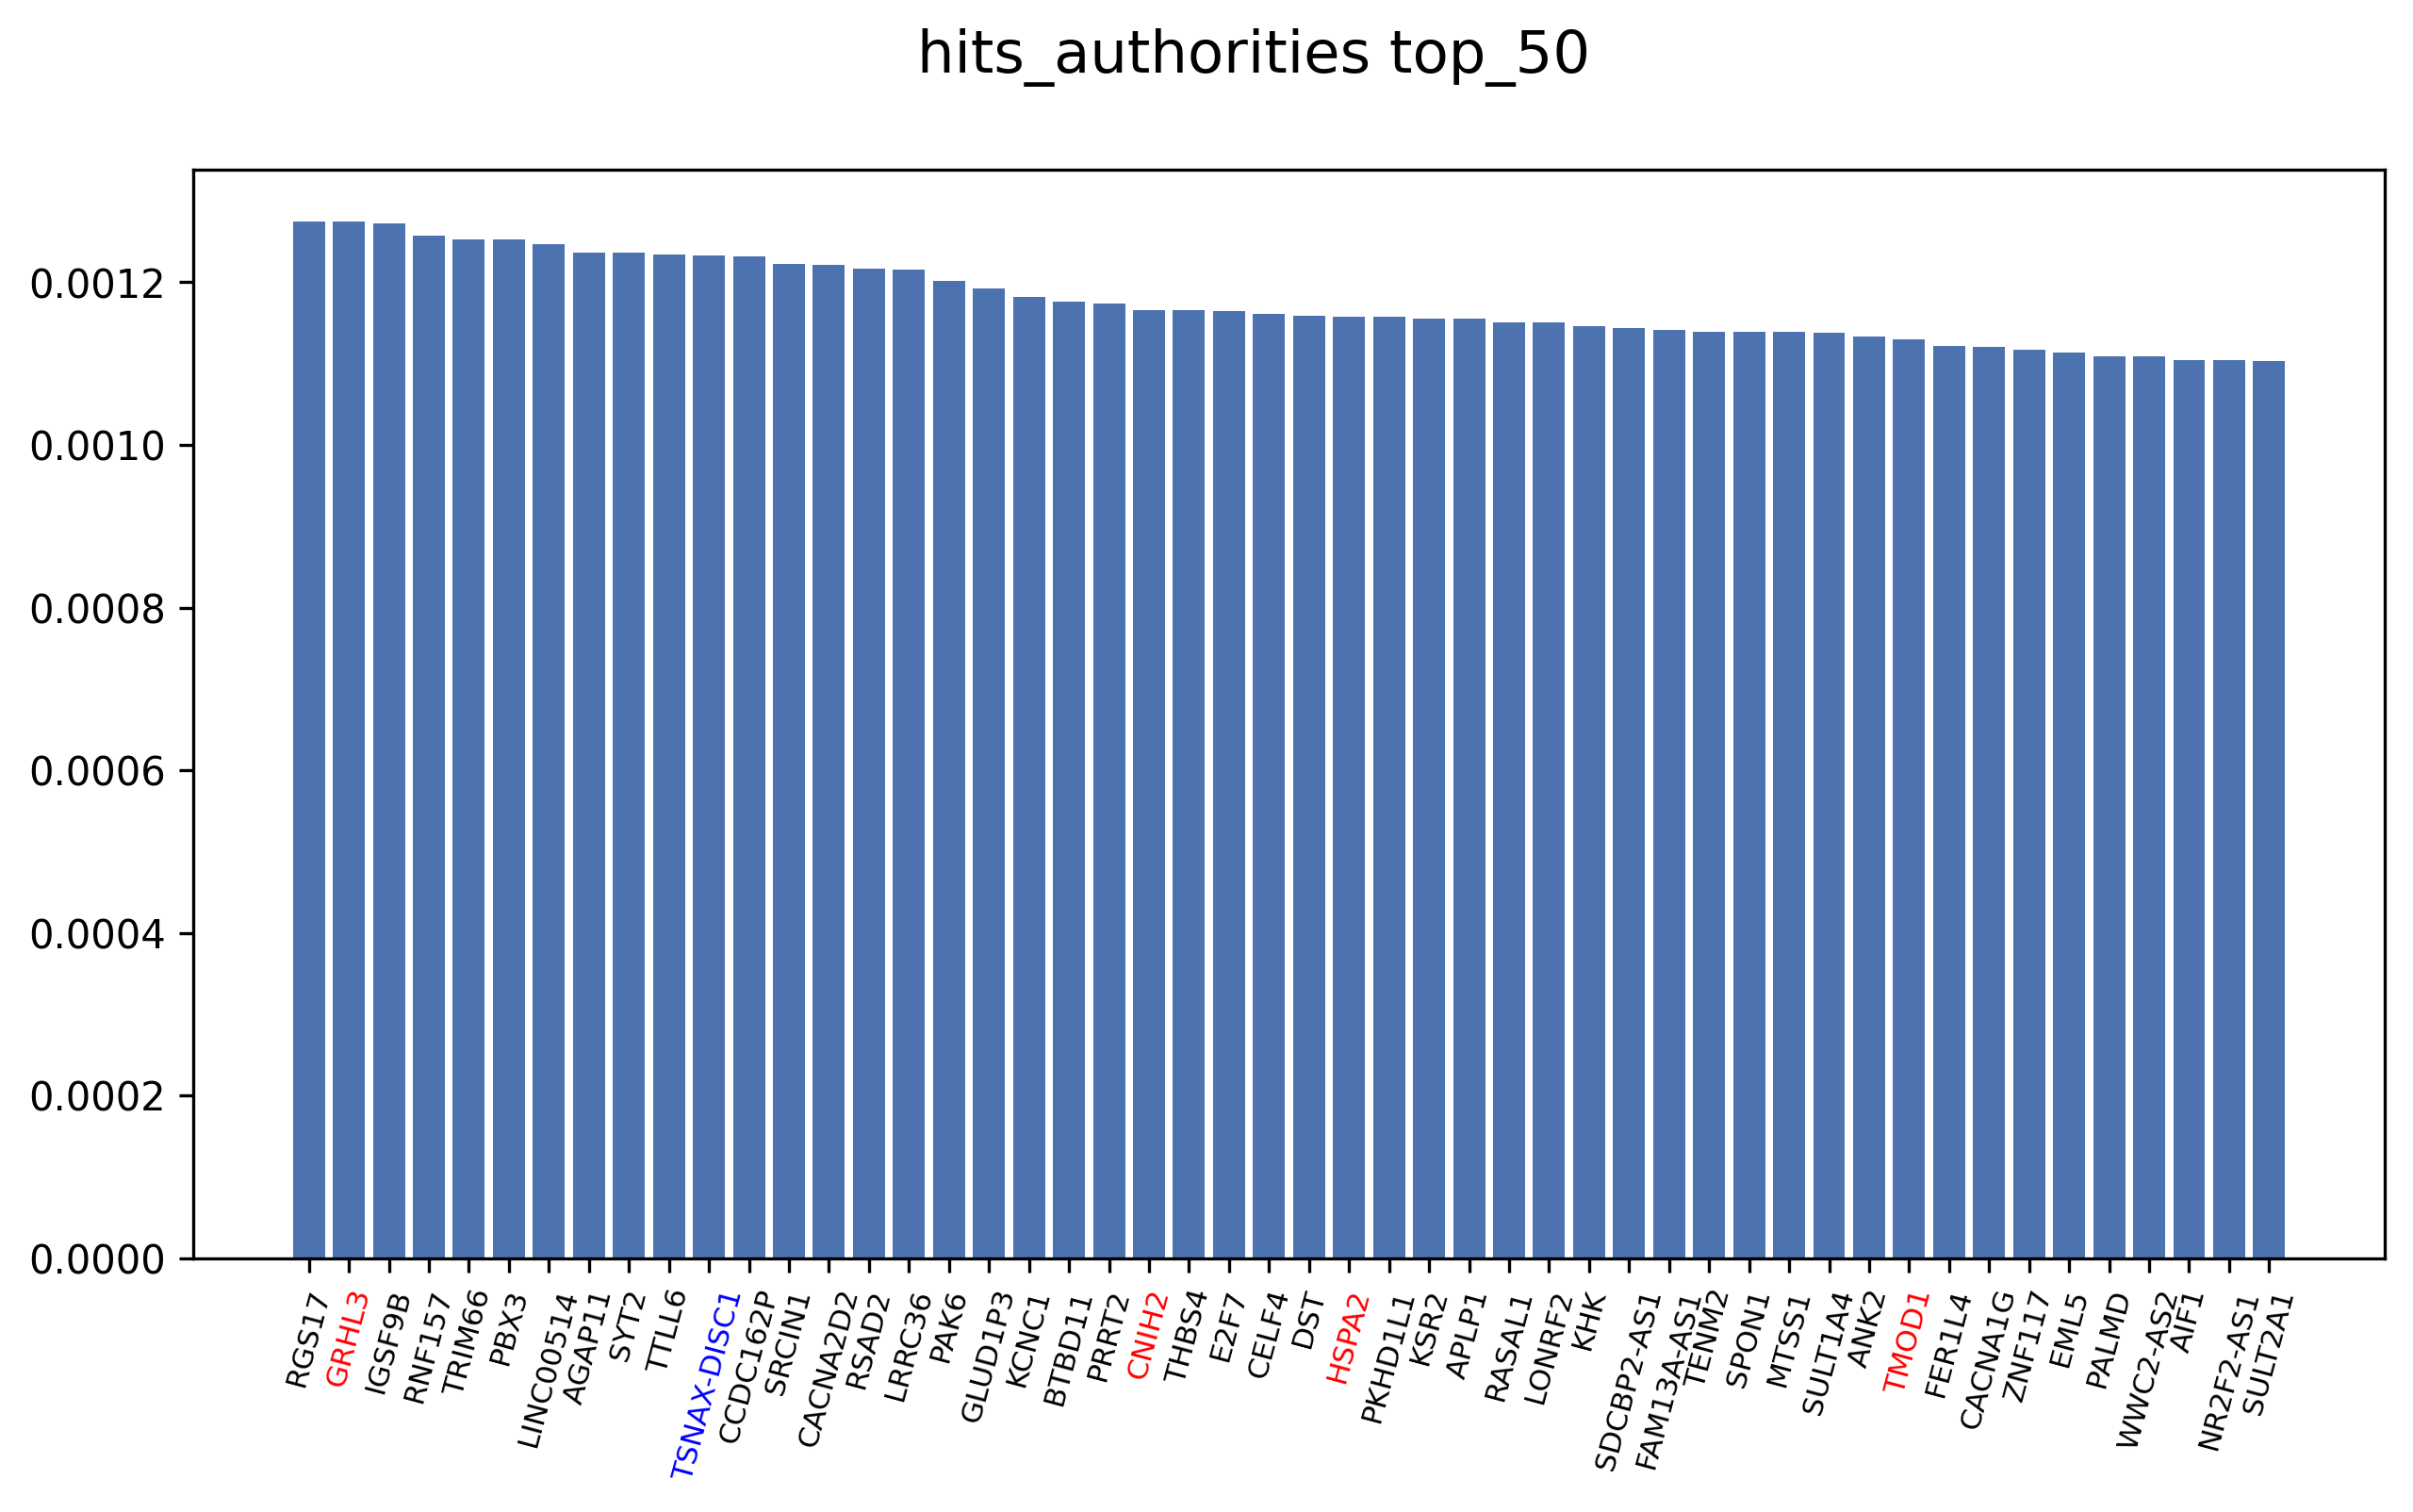 hits_authorities top_50
0.0012
0.0010
0.0008
0.0006
0.0004
0.0002
0.0000
RGS17
GRHL3
IGSF9B
RNF157
TRIM66
PBX3
LINC00514
AGAP11
SYT2
TTLL6
TSNAX-DISC1
CCDC162P
SRCIN1
CACNA2D2
RSAD2
LRRC36
PAK6
GLUD1P3
KCNC1
BTBD11
PRRT2
CNIH2
THBS4
E2F7
CELF4
DST
HSPA2
PKHD1L1
KSR2
APLP1
RASAL1
LONRF2
KHK
SDCBP2-AS1
FAM13A-AS1
TENM2
SPON1
MTSS1
SULT1A4
ANK2
TMOD1
FER1L4
CACNA1G
ZNF117
EML5
PALMD
WWC2-AS2
AIF1
NR2F2-AS1
SULT2A1